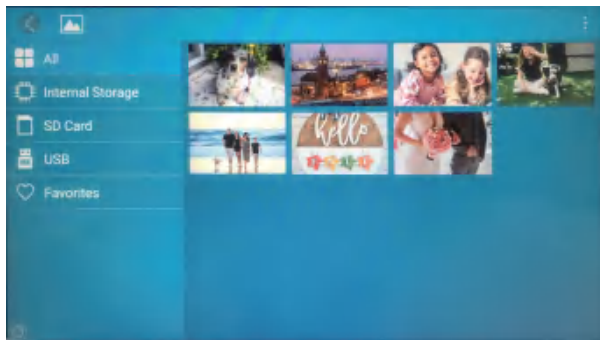 All
Internal Storage
SD Card
USB
Favorites
hello